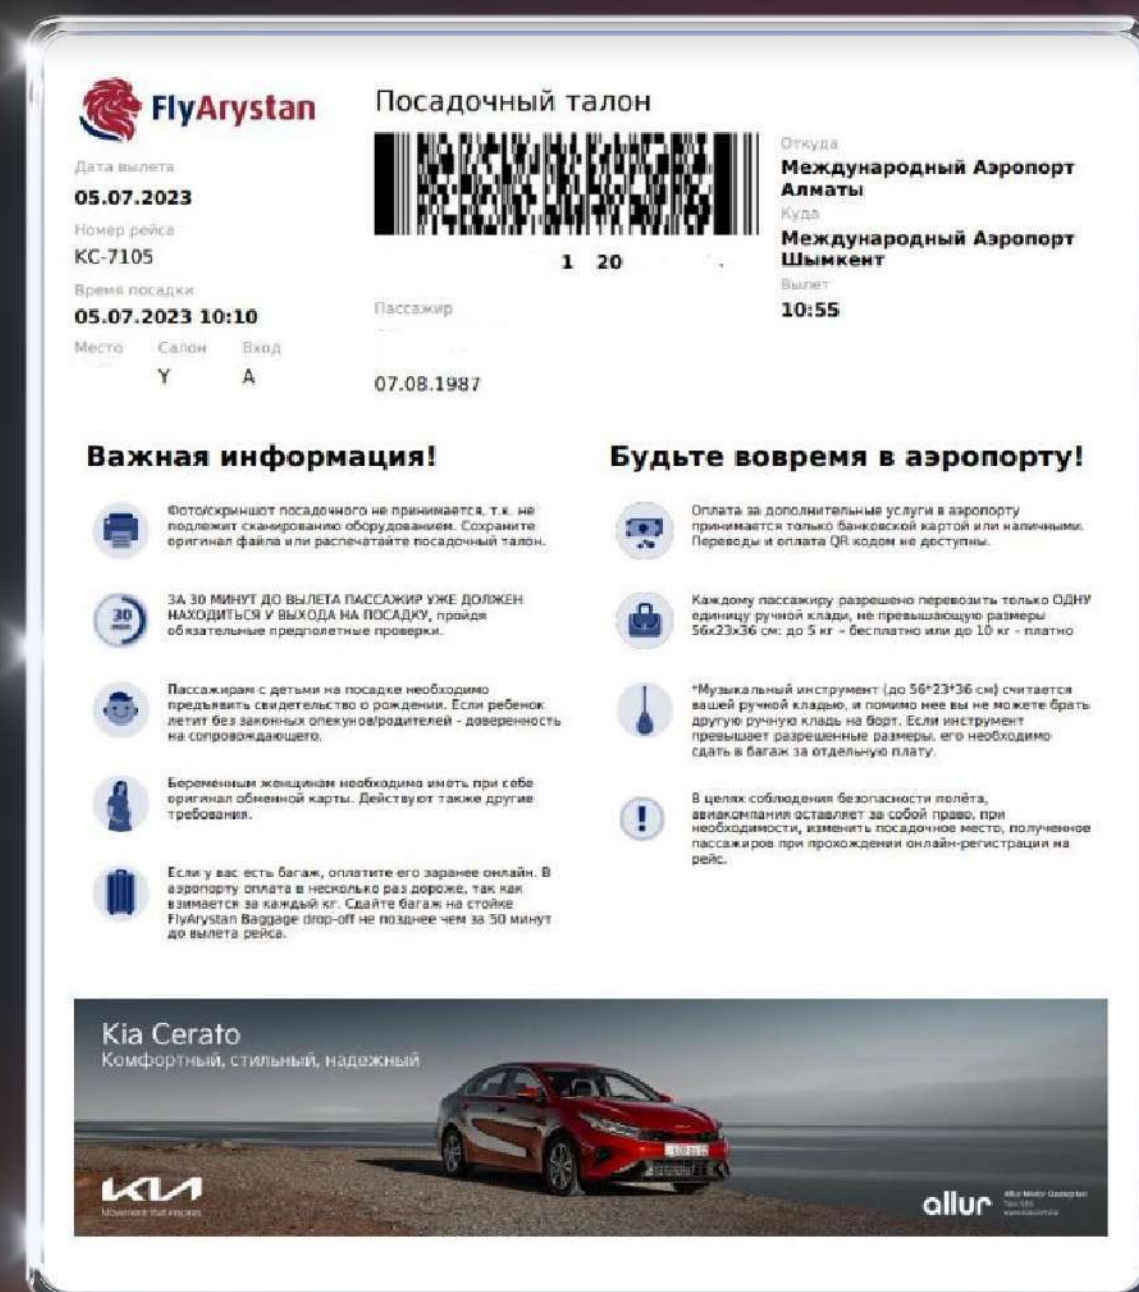 FlyArystan
Посадочный талон
Дата вылета
05.07.2023
Номер рейса
KC-7105
Время посадки
05.07.2023 10:10
Место Салон Вход
Y A
1 20
Пассажир
07.08.1987
Откуда
Международный Аэропорт
Алматы
Куда
Международный Аэропорт
Шымкент
Вылет
10:55
Важная информация!
Фото/скриншот посадочного не принимается, т.к. не
подлежит сканированию оборудованием. Сохраните
оригинал файла или распечатайте посадочный талон.
30
ЗА 30 МИНУТ ДО ВЫЛЕТА ПАССАЖИР УЖЕ ДОЛЖЕН
НАХОДИТЬСЯ У ВЫХОДА НА ПОСАДКУ, пройдя
обязательные предполетные проверки.
Пассажирам с детьми на посадке необходимо
предъявить свидетельство о рождении. Если ребенок
летит без законных опекунов/родителей - доверенность
на сопровождающего.
Беременным женщинам необходимо иметь при себе
оригинал обменной карты. Действуют также другие
требования.
Если у вас есть багаж, оплатите его заранее онлайн. В
аэропорту оплата в несколько раз дороже, так как
взимается за каждый кг. Сдайте багаж на стойке
FlyArystan Baggage drop-off не позднее чем за 50 минут
до вылета рейса.
Будьте вовремя в аэропорту!
Оплата за дополнительные услуги в аэропорту
принимается только банковской картой или наличными.
Переводы и оплата QR кодом не доступны.
Каждому пассажиру разрешено перевозить только ОДНУ
единицу ручной клади, не превышающую размеры
56x23x36 см: до 5 кг – бесплатно или до 10 кг - платно
*Музыкальный инструмент (до 56*23*36 см) считается
вашей ручной кладью, и помимо нее вы не можете брать
другую ручную кладь на борт. Если инструмент
превышает разрешенные размеры, его необходимо
сдать в багаж за отдельную плату.
В целях соблюдения безопасности полёта,
авиакомпания оставляет за собой право, при
необходимости, изменить посадочное место, полученное
пассажиров при прохождении онлайн-регистрации на
рейс.
Kia Cerato
Комфортный, стильный, надежный
KIA
Movement that inspires
allur